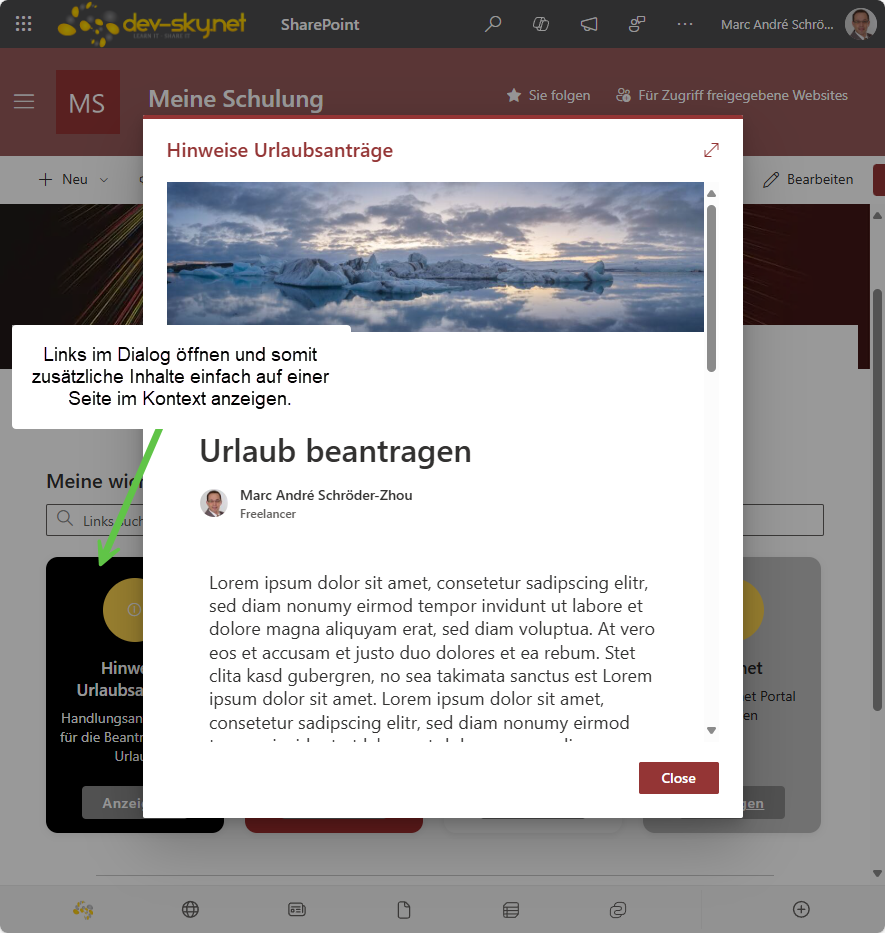 dev-skynet
LEARN IT - SHARE IT
SharePoint
Marc André Schrö...
MS
Meine Schulung
Sie folgen
Für Zugriff freigegebene Websites
Neu
Bearbeiten
Hinweise Urlaubsanträge
Links im Dialog öffnen und somit
zusätzliche Inhalte einfach auf einer
Seite im Kontext anzeigen.
Urlaub beantragen
Marc André Schröder-Zhou
Freelancer
Meine
Links
Lorem ipsum dolor sit amet, consetetur sadipscing elitr,
sed diam nonumy eirmod tempor invidunt ut labore et
dolore magna aliquyam erat, sed diam voluptua. At vero
eos et accusam et justo duo dolores et ea rebum. Stet
clita kasd gubergren, no sea takimata sanctus est Lorem
ipsum dolor sit amet. Lorem ipsum dolor sit amet,
consetetur sadipscing elitr, sed diam nonumy eirmod
Hinwe
Urlaubsa
Handlungsan
für die Beantr
Urla
Anzei
net
et Portal
en
gen
Close